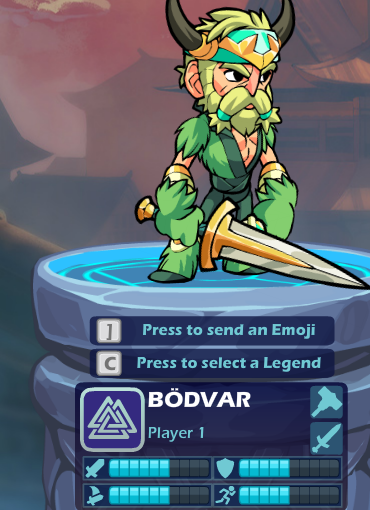 J Press to send an Emoji
C Press to select a Legend
BÖDVAR
Player 1